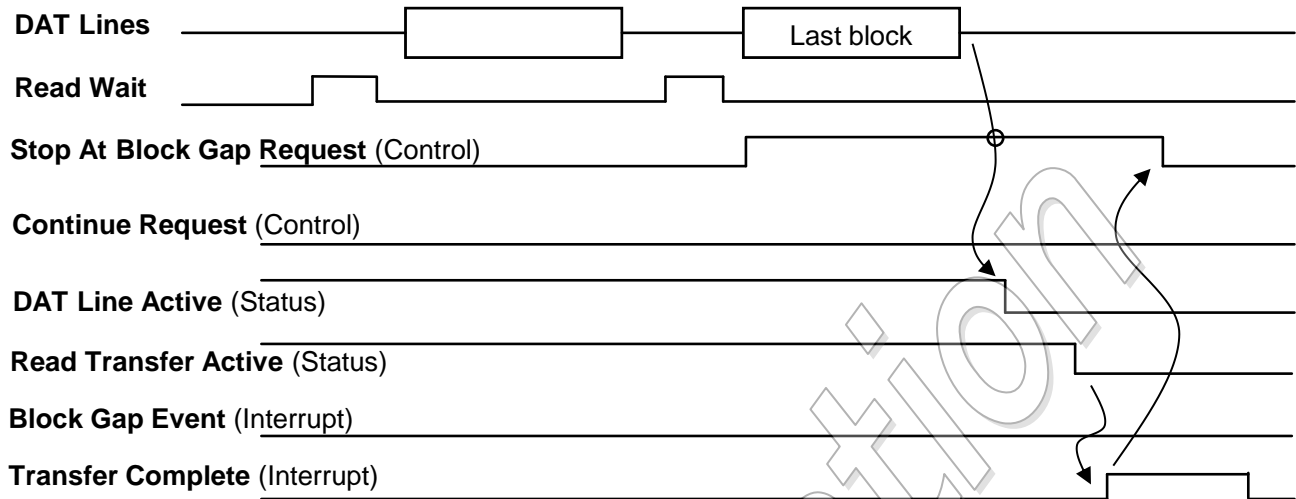 DAT Lines
Last block
Read Wait
Stop At Block Gap Request (Control)
Continue Request (Control)
DAT Line Active (Status)
Read Transfer Active (Status)
Block Gap Event (Interrupt)
Transfer Complete (Interrupt)